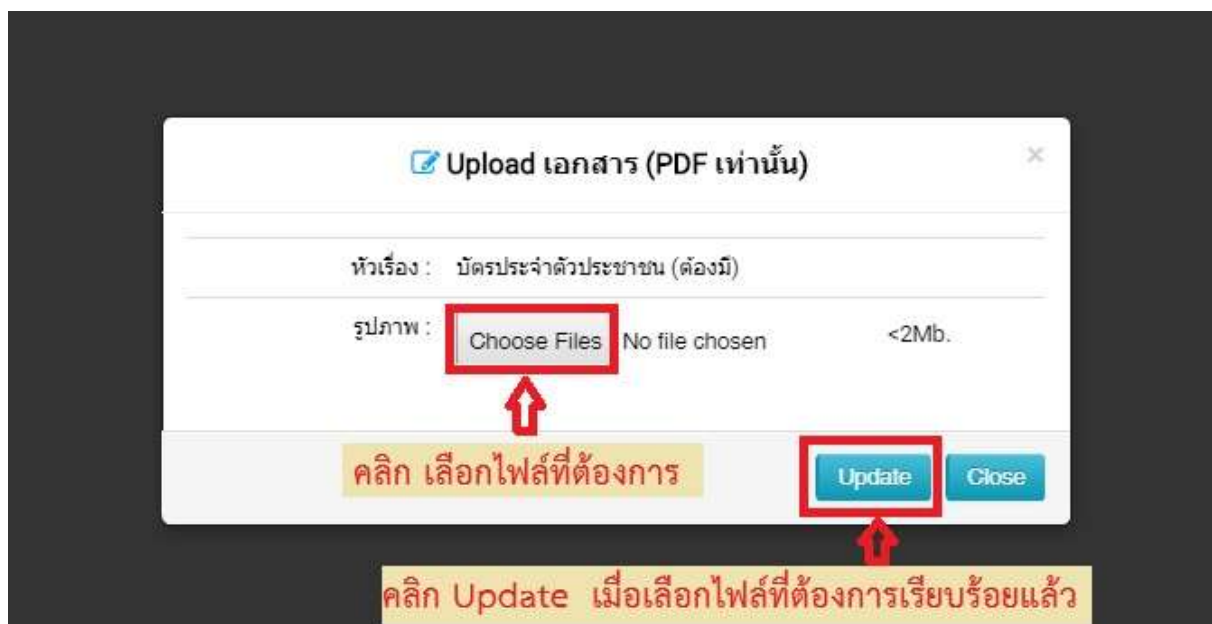 Upload เอกสาร (PDF เท่านั้น)
×
หัวเรื่อง : บัตรประจำตัวประชาชน (ต้องมี)
รูปภาพ : Choose Files No file chosen <2Mb.
คลิก เลือกไฟล์ที่ต้องการ
Update Close
คลิก Update เมื่อเลือกไฟล์ที่ต้องการเรียบร้อยแล้ว